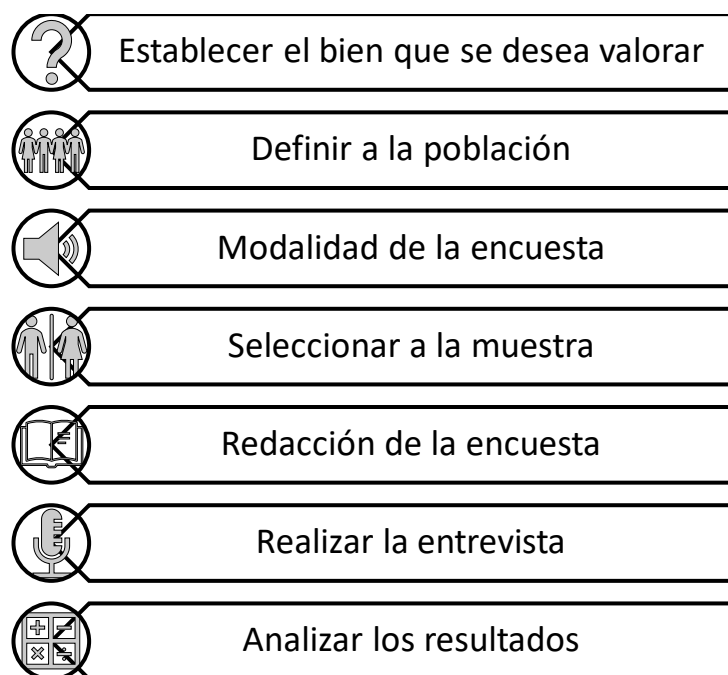 Establecer el bien que se desea valorar
Definir a la población
Modalidad de la encuesta
Seleccionar a la muestra
Redacción de la encuesta
Realizar la entrevista
Analizar los resultados